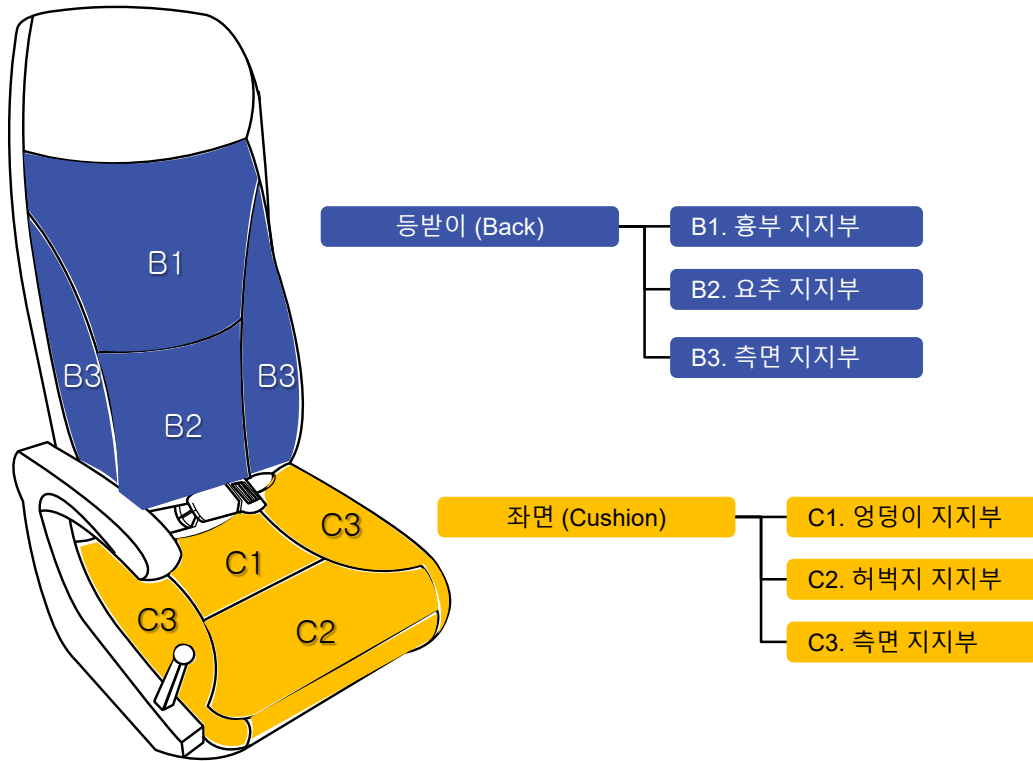 B1
B3
B3
B2
C3
C1
C3
C2
등받이 (Back)
B1. 흉부 지지부
B2. 요추 지지부
B3. 측면 지지부
좌면 (Cushion)
C1. 엉덩이 지지부
C2. 허벅지 지지부
C3. 측면 지지부